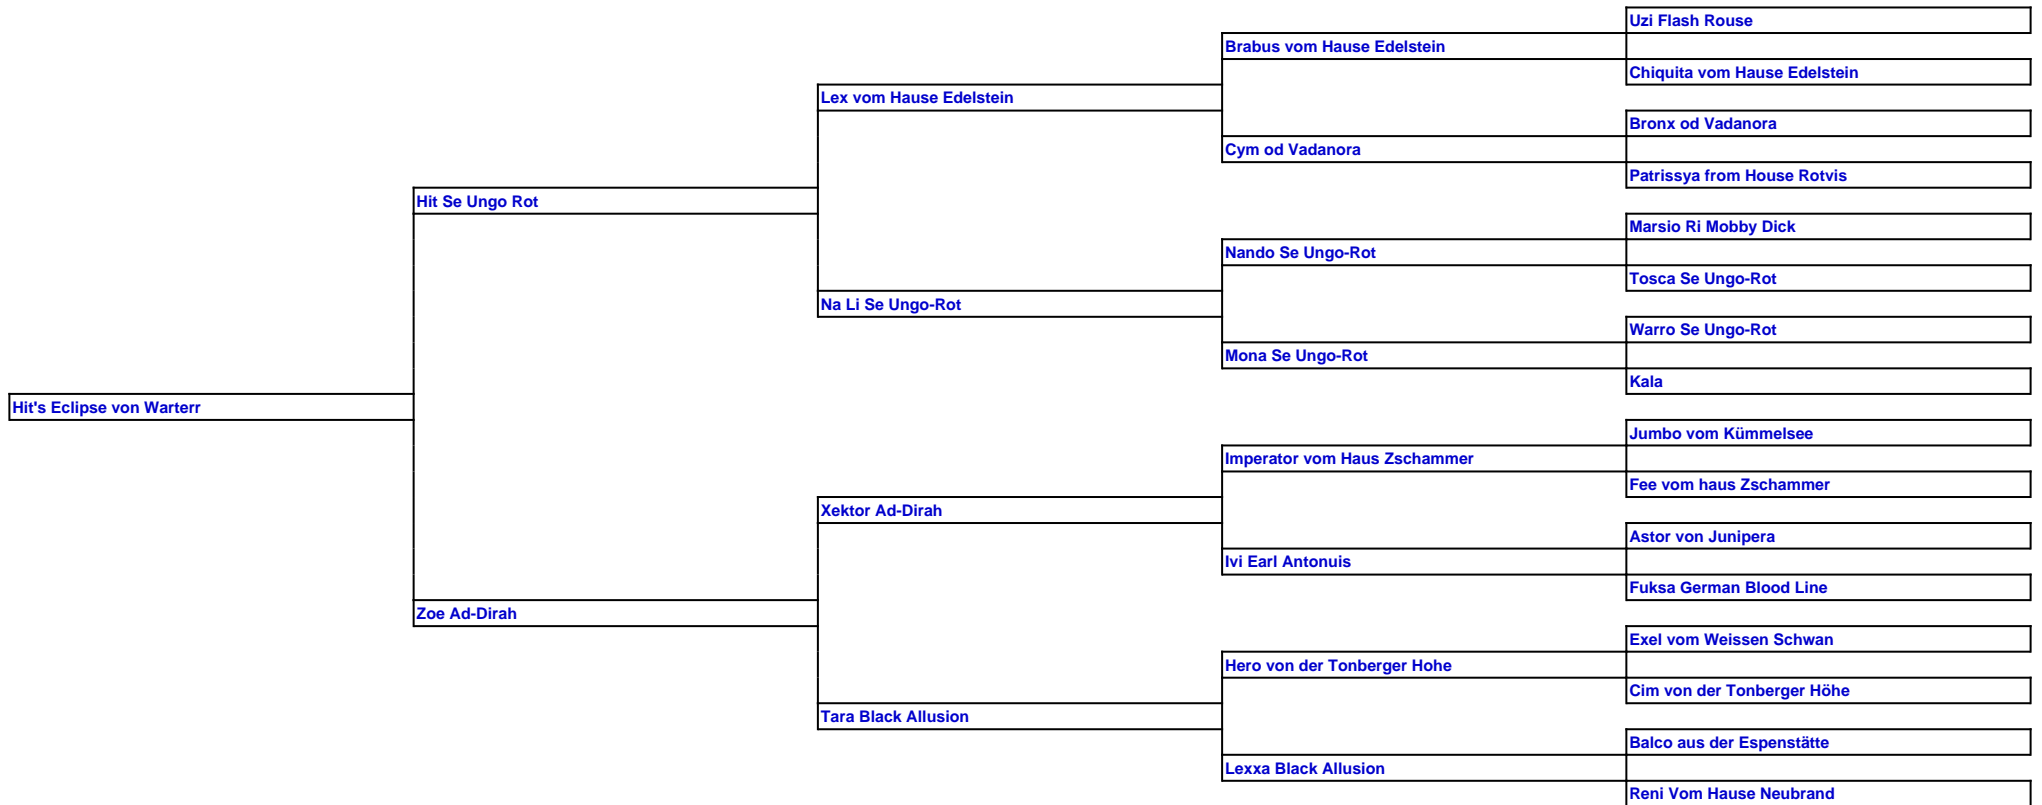 Uzi Flash Rouse
Brabus vom Hause Edelstein
Chiquita vom Hause Edelstein
Lex vom Hause Edelstein
Bronx od Vadanora
Cym od Vadanora
Patrissya from House Rotvis
Hit Se Ungo Rot
Marsio Ri Mobby Dick
Nando Se Ungo-Rot
Tosca Se Ungo-Rot
Na Li Se Ungo-Rot
Warro Se Ungo-Rot
Mona Se Ungo-Rot
Kala
Hit's Eclipse von Warterr
Jumbo vom Kümmelsee
Imperator vom Haus Zschammer
Fee vom haus Zschammer
Xektor Ad-Dirah
Astor von Junipera
Ivi Earl Antonuis
Fuksa German Blood Line
Zoe Ad-Dirah
Exel vom Weissen Schwan
Hero von der Tonberger Hohe
Cim von der Tonberger Höhe
Tara Black Allusion
Balco aus der Espenstätte
Lexxa Black Allusion
Reni Vom Hause Neubrand